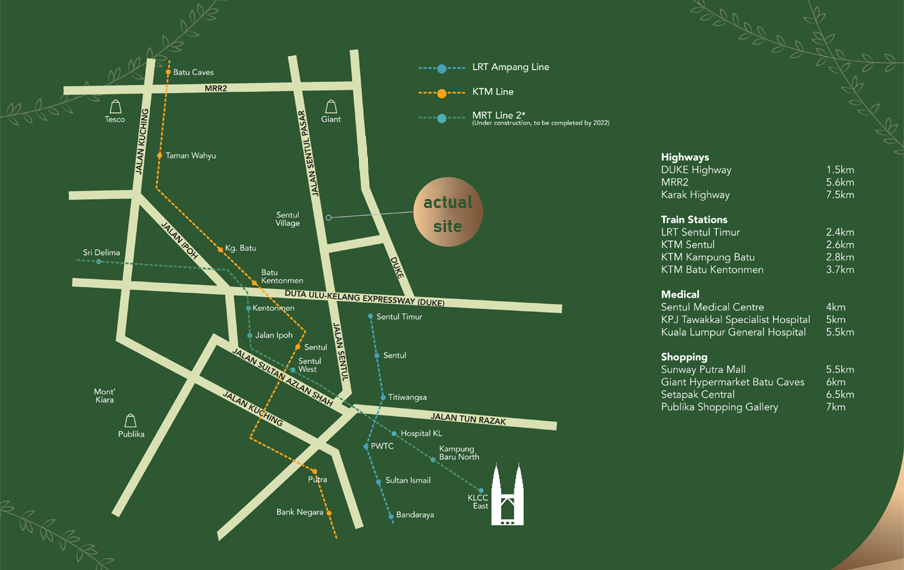 LRT Ampang Line
KTM Line
MRT Line 2*
(Under construction, to be completed by 2022)
Batu Caves
MRR2
Tesco
Giant
JALAN KUCHING
JALAN SENTUL PASAR
Taman Wahyu
actual
site
Sentul
Village
JALAN IPOH
Sri Delima
Kg. Batu
Batu
Kentonmen
DUKE
DUTA ULU-KELANG EXPRESSWAY (DUKE)
Kentonmen
Sentul Timur
Jalan Ipoh
Sentul
JALAN SENTUL
Sentul
Sentul
West
JALAN SULTAN AZLAN SHAH
Titiwangsa
Mont'
Kiara
JALAN KUCHING
JALAN TUN RAZAK
Publika
Hospital KL
PWTC
Kampung
Baru North
Putra
Sultan Ismail
KLCC
East
Bank Negara
Bandaraya
Highways
DUKE Highway 1.5km
MRR2 5.6km
Karak Highway 7.5km
Train Stations
LRT Sentul Timur 2.4km
KTM Sentul 2.6km
KTM Kampung Batu 2.8km
KTM Batu Kentonmen 3.7km
Medical
Sentul Medical Centre 4km
KPJ Tawakkal Specialist Hospital 5km
Kuala Lumpur General Hospital 5.5km
Shopping
Sunway Putra Mall 5.5km
Giant Hypermarket Batu Caves 6km
Setapak Central 6.5km
Publika Shopping Gallery 7km